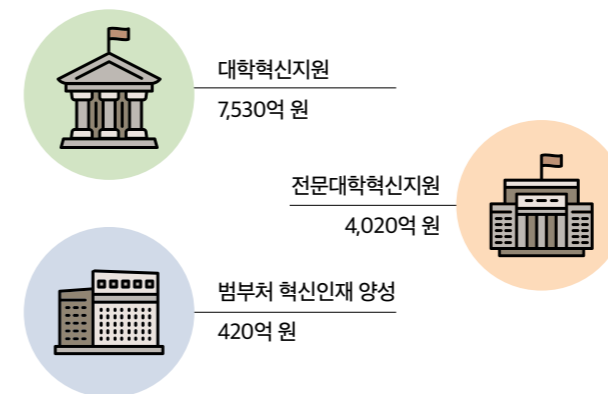 대학혁신지원
7,530억 원
전문대학혁신지원
4,020억 원
범부처 혁신인재 양성
420억 원